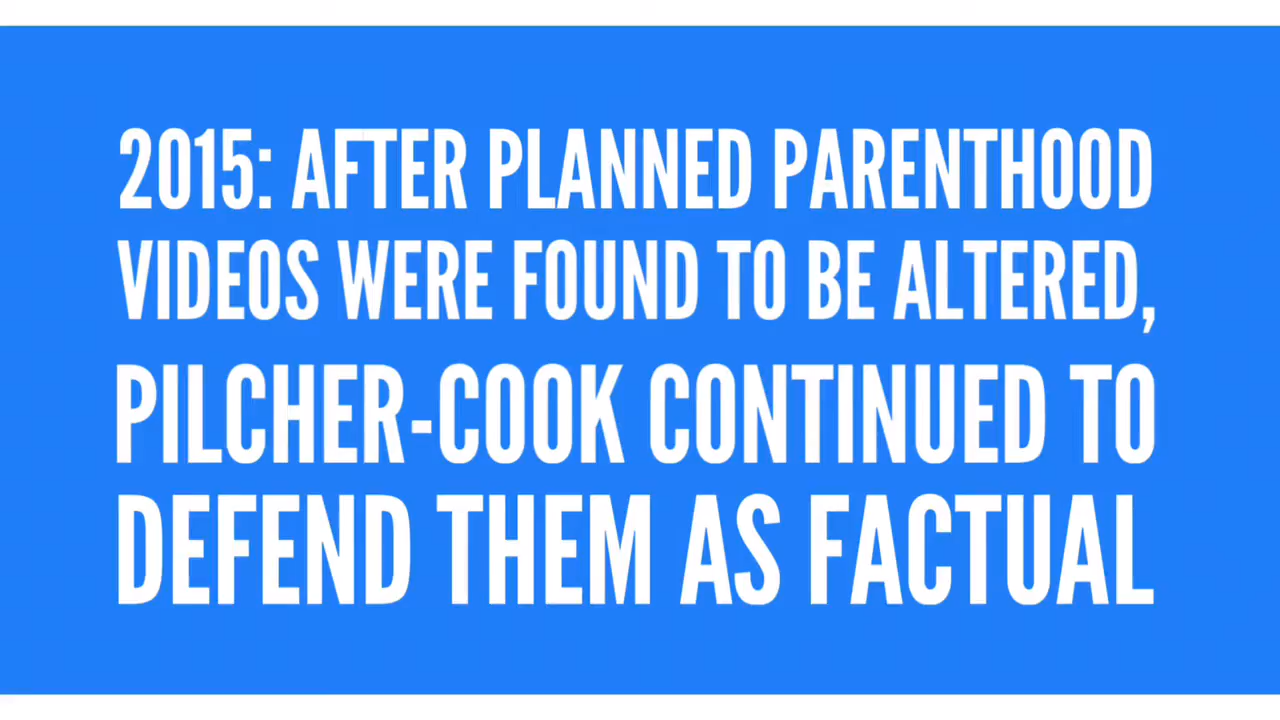 2015: AFTER PLANNED PARENTHOOD
VIDEOS WERE FOUND TO BE ALTERED,
PILCHER-COOK CONTINUED TO
DEFEND THEM AS FACTUAL